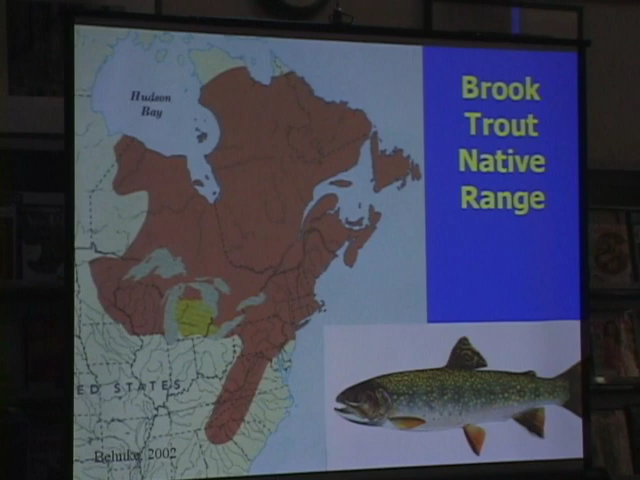 Hudson
Bay
Brook
Trout
Native
Range
ED STATES
Behnke, 2002